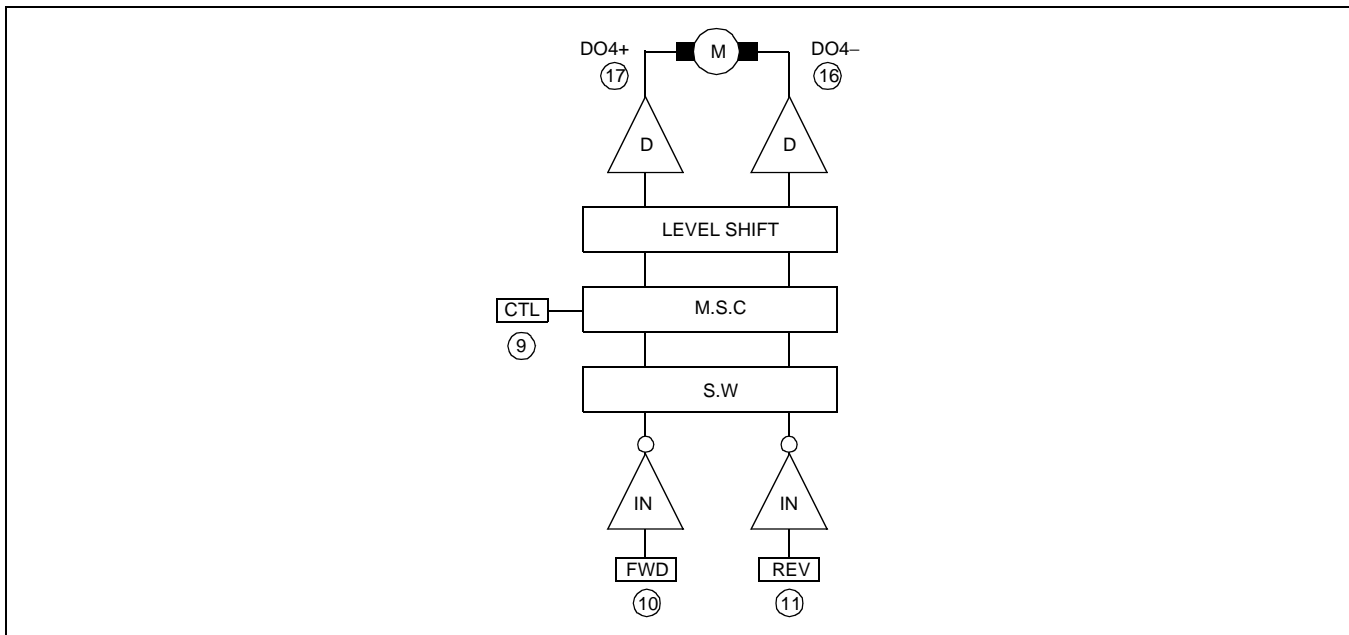 DO4+ M DO4−
17 16
D D
LEVEL SHIFT
CTL M.S.C
9
S.W
IN IN
FWD REV
10 11